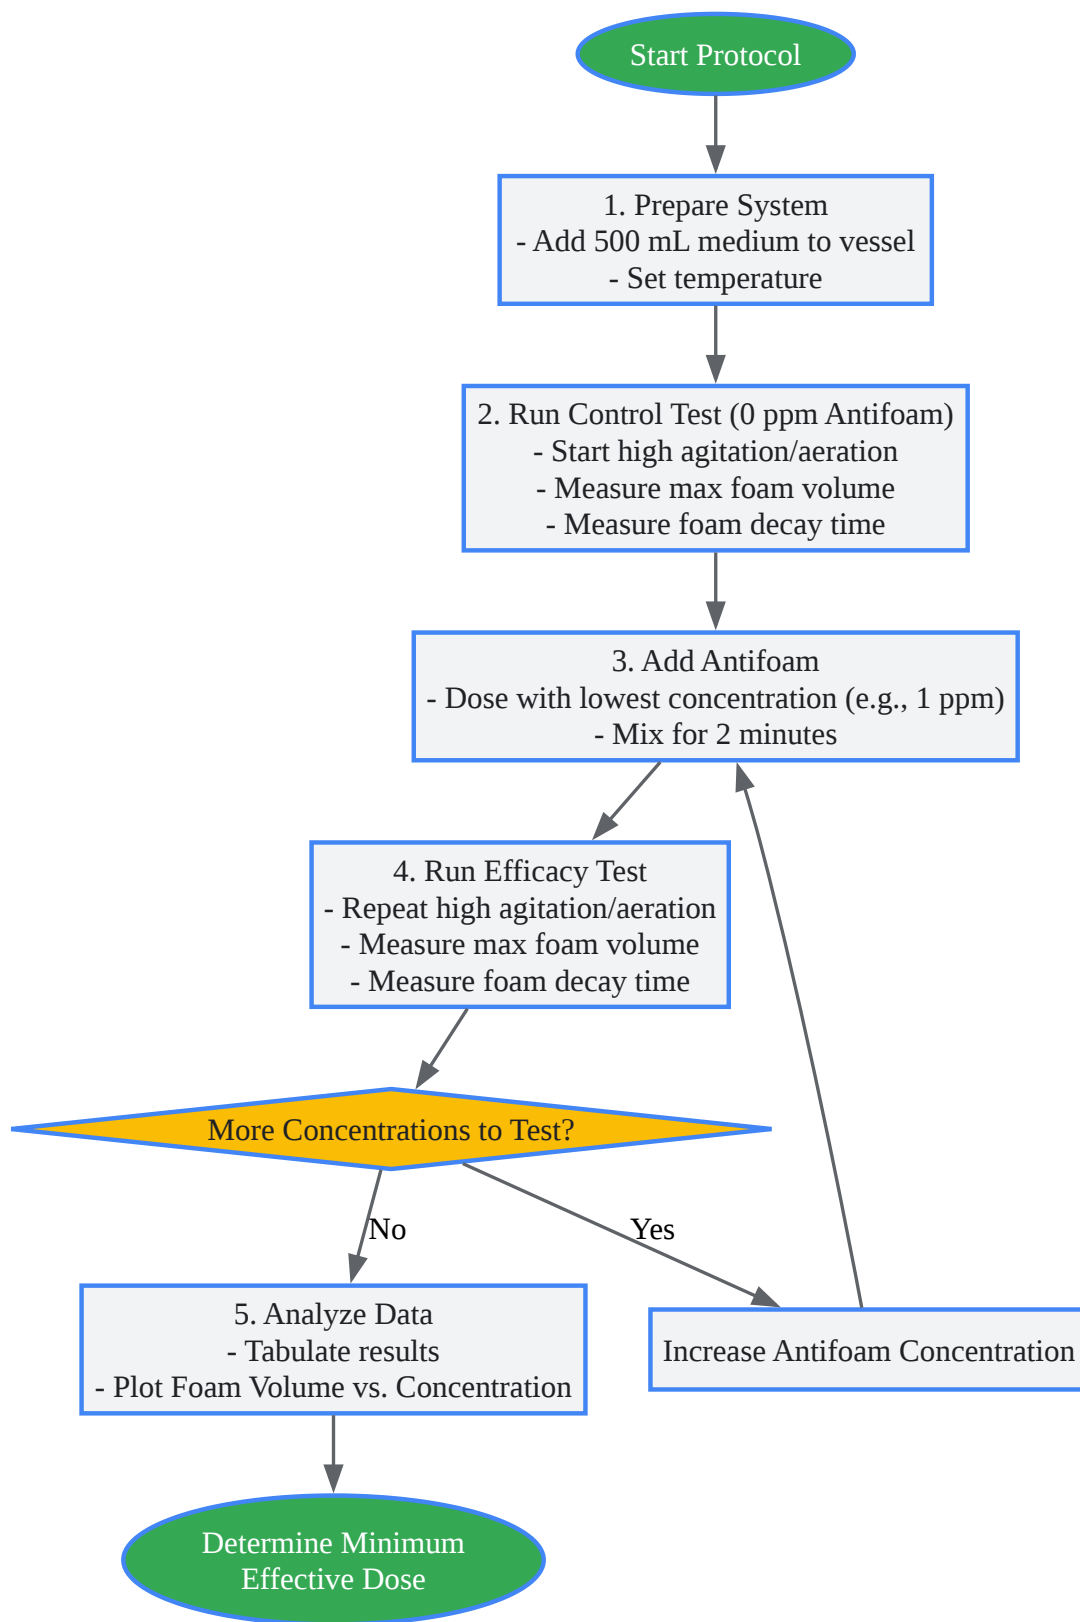 Start Protocol
1. Prepare System
- Add 500 mL medium to vessel
- Set temperature
2. Run Control Test (0 ppm Antifoam)
- Start high agitation/aeration
- Measure max foam volume
- Measure foam decay time
3. Add Antifoam
- Dose with lowest concentration (e.g., 1 ppm)
- Mix for 2 minutes
4. Run Efficacy Test
- Repeat high agitation/aeration
- Measure max foam volume
- Measure foam decay time
More Concentrations to Test?
No
Yes
5. Analyze Data
- Tabulate results
- Plot Foam Volume vs. Concentration
Increase Antifoam Concentration
Determine Minimum
Effective Dose